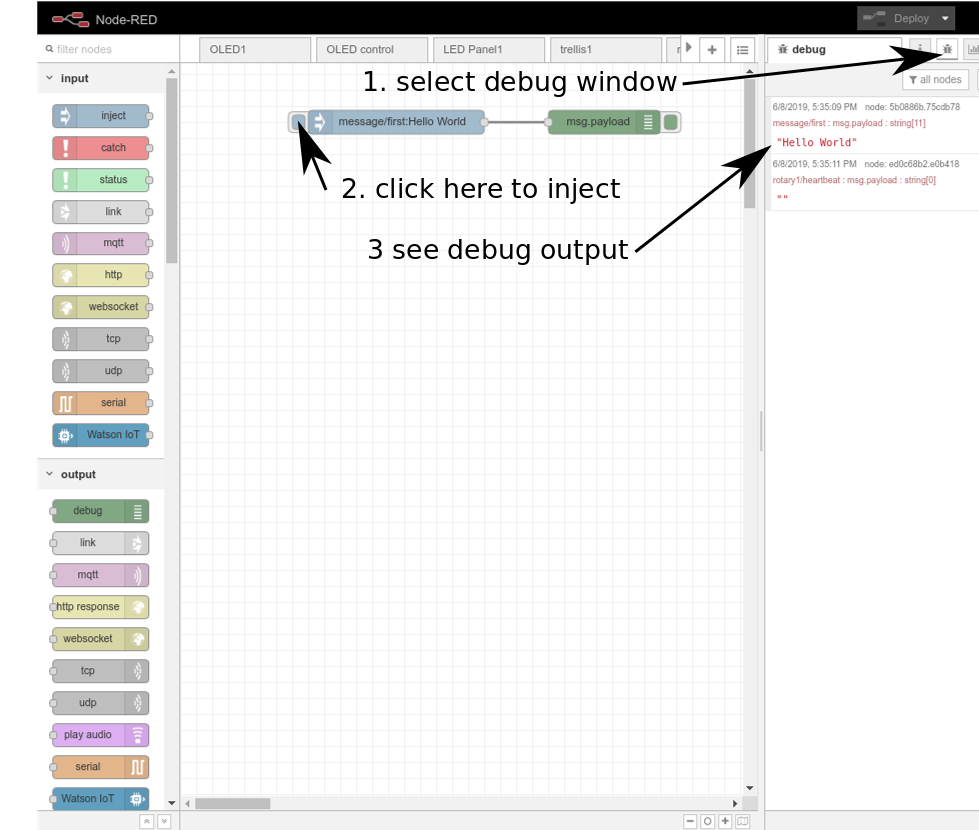 Node-RED
Deploy
filter nodes
OLED1
OLED control
LED Panel1
trellis1
debug
i
all nodes
1. select debug window
2. click here to inject
3 see debug output
message/first:Hello World
msg.payload
6/8/2019, 5:35:09 PM node: 5b0886b.75cdb78
message/first : msg.payload : string[11]
"Hello World"
6/8/2019, 5:35:11 PM node: ed0c68b2.e0b418
rotary1/heartbeat : msg.payload : string[0]
""
input
inject
catch
status
link
mqtt
http
websocket
tcp
udp
serial
Watson IoT
output
debug
link
mqtt
http response
websocket
tcp
udp
play audio
serial
Watson IoT